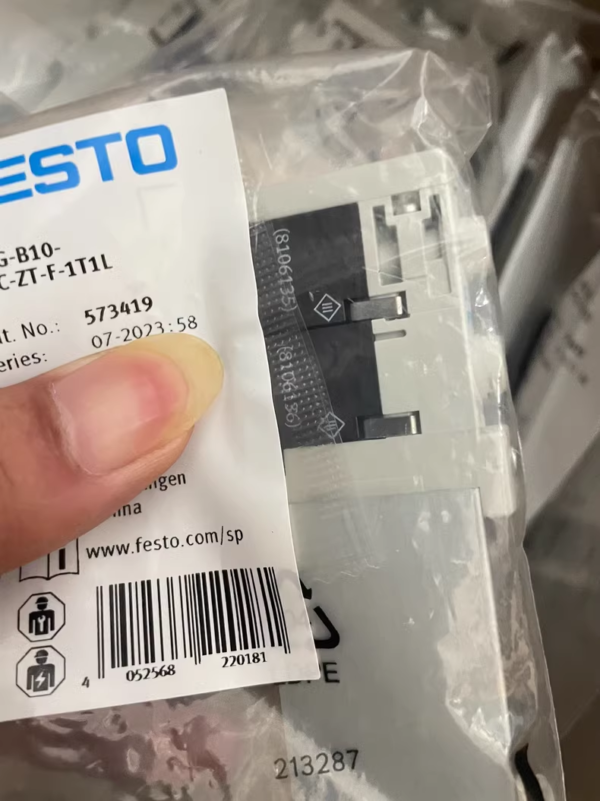 ESTO
G-B10-
C-ZT-F-1T1L
t. No.: 573419
eries: 07-2023:58
ngen
ina
www.festo.com/sp
4 052568 220181
(8106135)
(8106136)
PE
213287